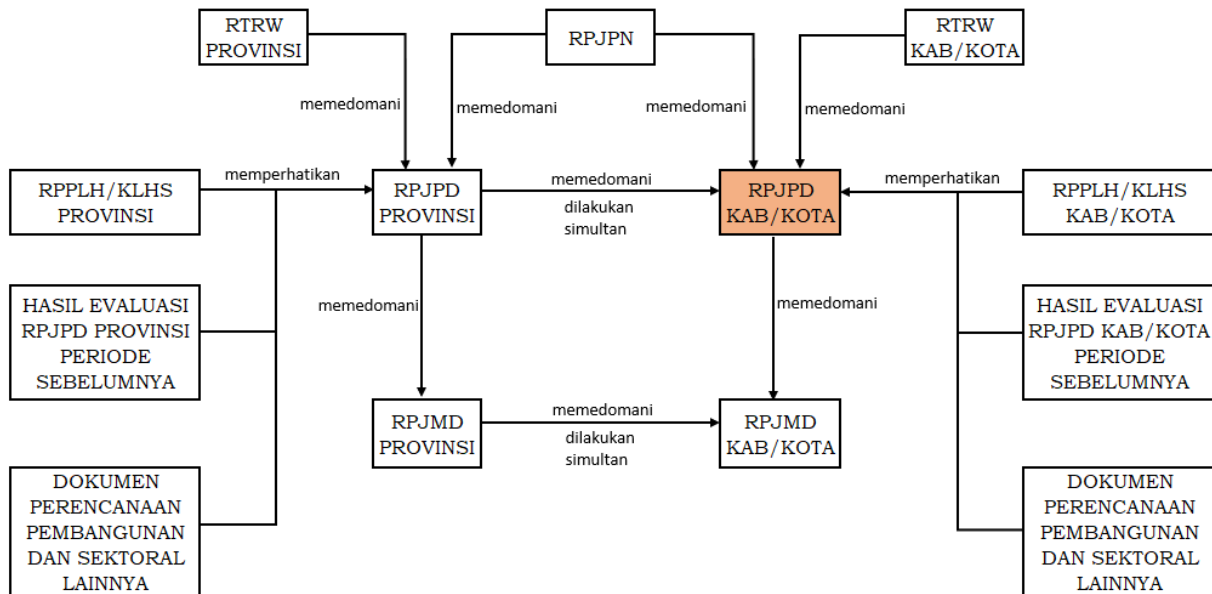 RTRW
PROVINSI
RPJPN
RTRW
KAB/KOTA
memedomani
memedomani
memedomani
memedomani
RPPLH/KLHS
PROVINSI
memperhatikan
RPJPD
PROVINSI
memedomani
dilakukan
simultan
RPJPD
KAB/KOTA
memperhatikan
RPPLH/KLHS
KAB/KOTA
HASIL EVALUASI
RPJPD PROVINSI
PERIODE
SEBELUMNYA
memedomani
memedomani
HASIL EVALUASI
RPJPD KAB/KOTA
PERIODE
SEBELUMNYA
RPJMD
PROVINSI
memedomani
dilakukan
simultan
RPJMD
KAB/KOTA
DOKUMEN
PERENCANAAN
PEMBANGUNAN
DAN SEKTORAL
LAINNYA
DOKUMEN
PERENCANAAN
PEMBANGUNAN
DAN SEKTORAL
LAINNYA